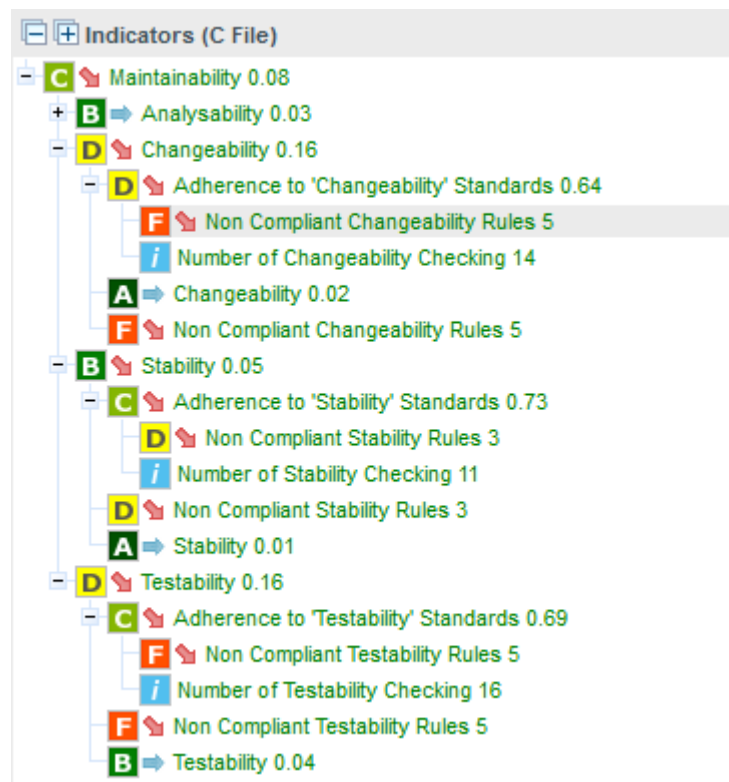 Indicators (C File)
C Maintainability 0.08
B Analysability 0.03
D Changeability 0.16
D Adherence to 'Changeability' Standards 0.64
F Non Compliant Changeability Rules 5
i Number of Changeability Checking 14
A Changeability 0.02
F Non Compliant Changeability Rules 5
B Stability 0.05
C Adherence to 'Stability' Standards 0.73
D Non Compliant Stability Rules 3
i Number of Stability Checking 11
D Non Compliant Stability Rules 3
A Stability 0.01
D Testability 0.16
C Adherence to 'Testability' Standards 0.69
F Non Compliant Testability Rules 5
i Number of Testability Checking 16
F Non Compliant Testability Rules 5
B Testability 0.04